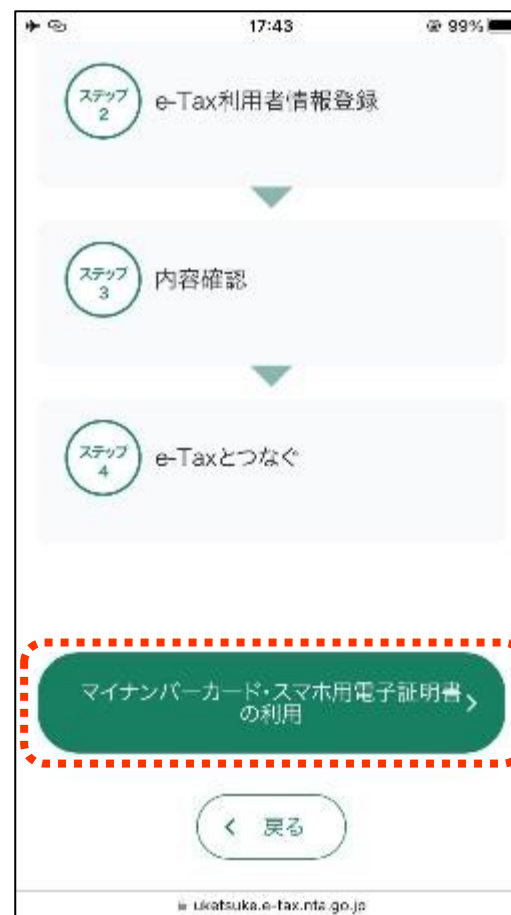 17:43
99%
ステップ
2
e-Tax利用者情報登録
ステップ
3
内容確認
ステップ
4
e-Taxとつなぐ
マイナンバーカード・スマホ用電子証明書
の利用
戻る
uketsuke.e-tax.nta.go.jp